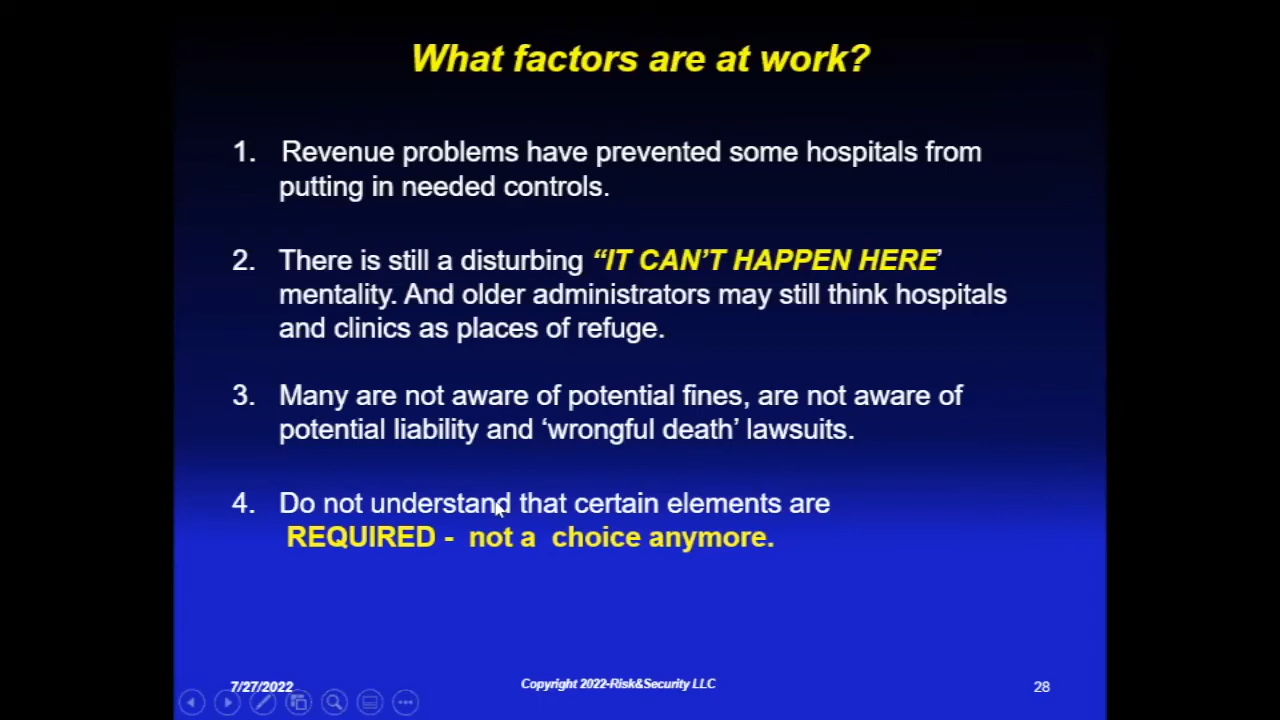 What factors are at work?
1. Revenue problems have prevented some hospitals from
putting in needed controls.
2. There is still a disturbing “IT CAN’T HAPPEN HERE’
mentality. And older administrators may still think hospitals
and clinics as places of refuge.
3. Many are not aware of potential fines, are not aware of
potential liability and ‘wrongful death’ lawsuits.
4. Do not understand that certain elements are
REQUIRED - not a choice anymore.
7/27/2022 Copyright 2022-Risk&Security LLC 28